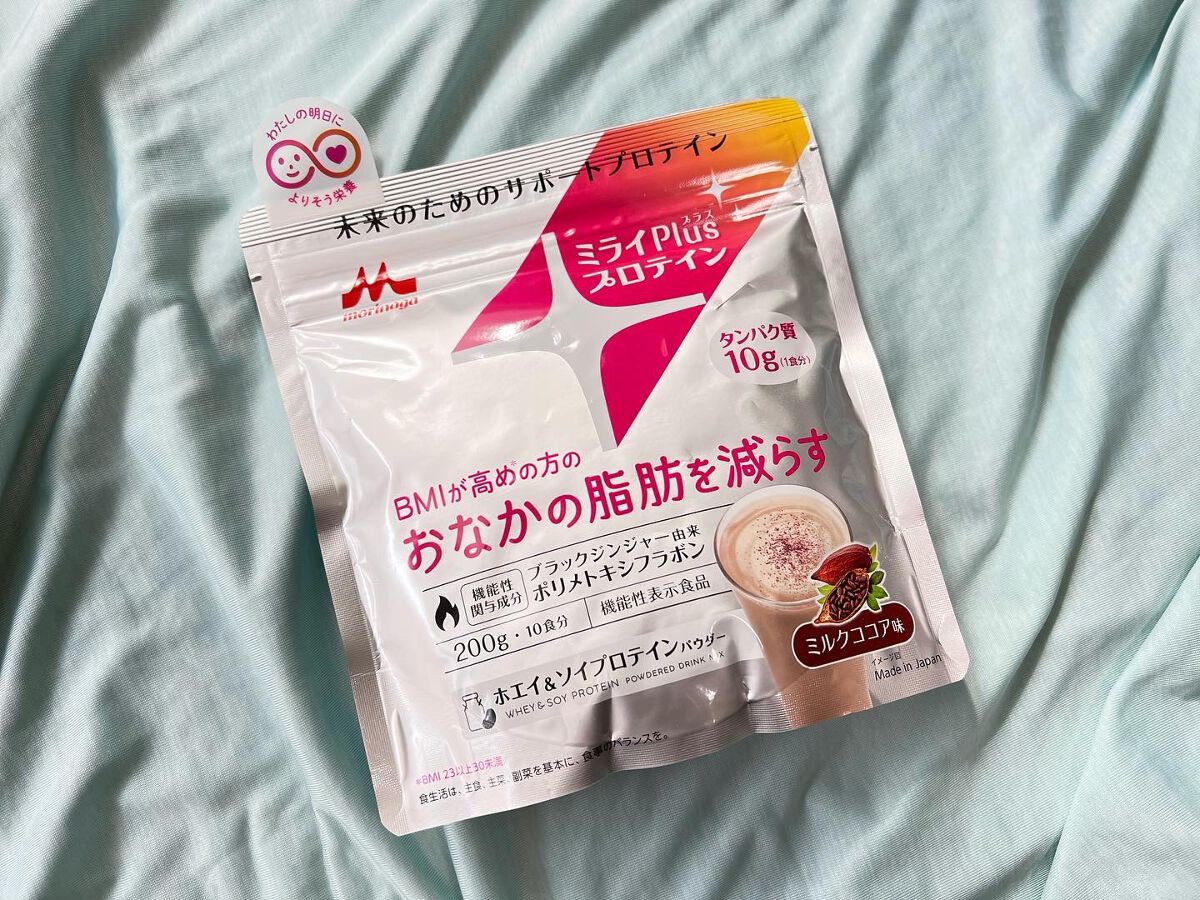 わたしの明日に
よりそう栄養
未来のためのサポートプロテイン
morinaga
プラス
ミライPlus
プロテイン
タンパク質
10g(1食分)
BMIが高め*の方の
おなかの脂肪を減らす
機能性
関与成分
ブラックジンジャー由来
ポリメトキシフラボン
200g・10食分
機能性表示食品
ホエイ&ソイプロテインパウダー
WHEY & SOY PROTEIN POWDERED DRINK MIX
ミルクココア味
イメージ図
Made in Japan
*BMI 23以上30未満
食生活は、主食、主菜、副菜を基本に、食事のバランスを。